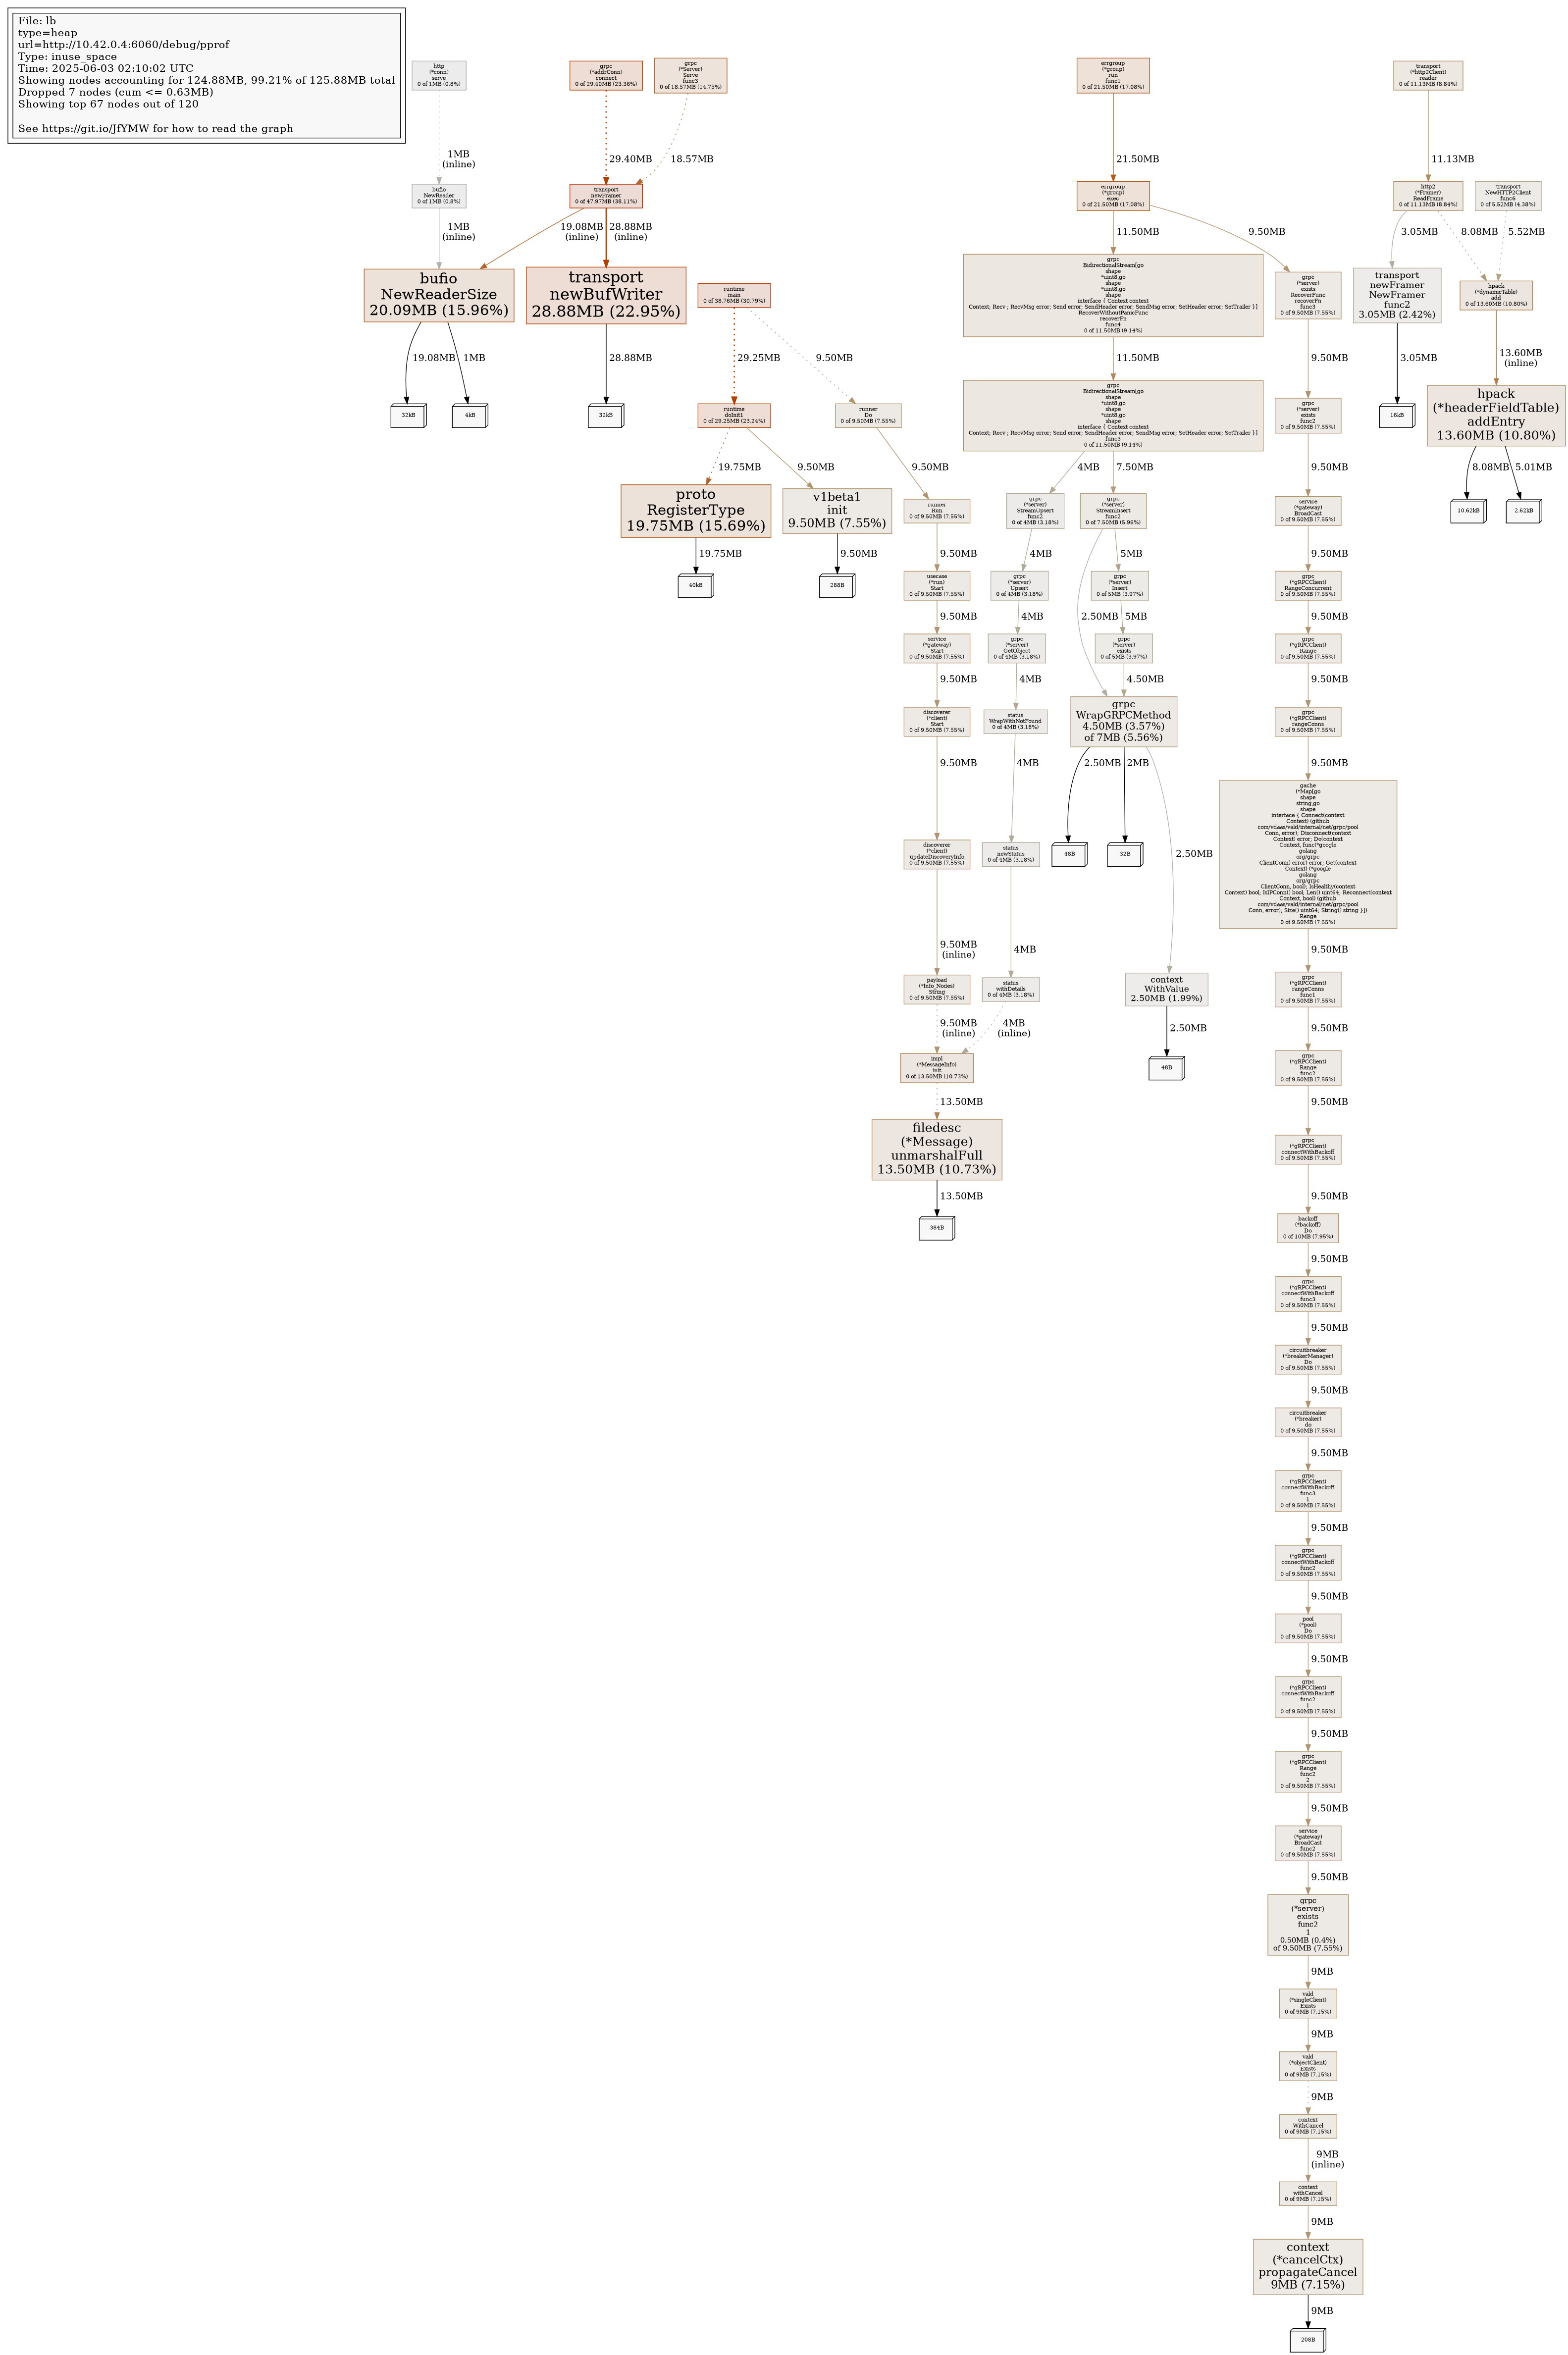 File: lb
type=heap
url=http://10.42.0.4:6060/debug/pprof
Type: inuse_space
Time: 2025-06-03 02:10:02 UTC
Showing nodes accounting for 124.88MB, 99.21% of 125.88MB total
Dropped 7 nodes (cum <= 0.63MB)
Showing top 67 nodes out of 120
See https://git.io/JfYMW for how to read the graph
http
(*conn)
serve
0 of 1MB (0.8%)
grpc
(*addrConn)
connect
0 of 29.40MB (23.36%)
grpc
(*Server)
Serve
func3
0 of 18.57MB (14.75%)
errgroup
(*group)
run
func1
0 of 21.50MB (17.08%)
transport
(*http2Client)
reader
0 of 11.13MB (8.84%)
1MB
(inline)
29.40MB
18.57MB
21.50MB
11.13MB
bufio
NewReader
0 of 1MB (0.8%)
transport
newFramer
0 of 47.97MB (38.11%)
errgroup
(*group)
exec
0 of 21.50MB (17.08%)
http2
(*Framer)
ReadFrame
0 of 11.13MB (8.84%)
transport
NewHTTP2Client
func6
0 of 5.52MB (4.38%)
1MB
(inline)
19.08MB
(inline)
28.88MB
(inline)
11.50MB
9.50MB
3.05MB
8.08MB
5.52MB
bufio
NewReaderSize
20.09MB (15.96%)
transport
newBufWriter
28.88MB (22.95%)
runtime
main
0 of 38.76MB (30.79%)
grpc
BidirectionalStream[go
shape
*uint8,go
shape
*uint8,go
shape
interface { Context context
Context; Recv ; RecvMsg error; Send error; SendHeader error; SendMsg error; SetHeader error; SetTrailer }]
RecoverWithoutPanicFunc
recoverFn
func4
0 of 11.50MB (9.14%)
grpc
(*server)
exists
RecoverFunc
recoverFn
func3
0 of 9.50MB (7.55%)
transport
newFramer
NewFramer
func2
3.05MB (2.42%)
hpack
(*dynamicTable)
add
0 of 13.60MB (10.80%)
19.08MB
1MB
28.88MB
29.25MB
9.50MB
11.50MB
9.50MB
3.05MB
13.60MB
(inline)
32kB
4kB
32kB
runtime
doInit1
0 of 29.25MB (23.24%)
runner
Do
0 of 9.50MB (7.55%)
grpc
BidirectionalStream[go
shape
*uint8,go
shape
*uint8,go
shape
interface { Context context
Context; Recv ; RecvMsg error; Send error; SendHeader error; SendMsg error; SetHeader error; SetTrailer }]
func3
0 of 11.50MB (9.14%)
grpc
(*server)
exists
func2
0 of 9.50MB (7.55%)
16kB
hpack
(*headerFieldTable)
addEntry
13.60MB (10.80%)
19.75MB
9.50MB
9.50MB
4MB
7.50MB
9.50MB
8.08MB
5.01MB
proto
RegisterType
19.75MB (15.69%)
v1beta1
init
9.50MB (7.55%)
runner
Run
0 of 9.50MB (7.55%)
grpc
(*server)
StreamUpsert
func2
0 of 4MB (3.18%)
grpc
(*server)
StreamInsert
func2
0 of 7.50MB (5.96%)
service
(*gateway)
BroadCast
0 of 9.50MB (7.55%)
10.62kB
2.62kB
19.75MB
9.50MB
9.50MB
4MB
5MB
9.50MB
40kB
288B
usecase
(*run)
Start
0 of 9.50MB (7.55%)
grpc
(*server)
Upsert
0 of 4MB (3.18%)
grpc
(*server)
Insert
0 of 5MB (3.97%)
grpc
(*gRPCClient)
RangeConcurrent
0 of 9.50MB (7.55%)
9.50MB
4MB
2.50MB
5MB
9.50MB
service
(*gateway)
Start
0 of 9.50MB (7.55%)
grpc
(*server)
GetObject
0 of 4MB (3.18%)
grpc
(*server)
exists
0 of 5MB (3.97%)
grpc
(*gRPCClient)
Range
0 of 9.50MB (7.55%)
9.50MB
4MB
4.50MB
9.50MB
discoverer
(*client)
Start
0 of 9.50MB (7.55%)
status
WrapWithNotFound
0 of 4MB (3.18%)
grpc
WrapGRPCMethod
4.50MB (3.57%)
of 7MB (5.56%)
grpc
(*gRPCClient)
rangeConns
0 of 9.50MB (7.55%)
9.50MB
4MB
2.50MB
2MB
2.50MB
9.50MB
discoverer
(*client)
updateDiscoveryInfo
0 of 9.50MB (7.55%)
status
newStatus
0 of 4MB (3.18%)
48B
32B
gache
(*Map[go
shape
string,go
shape
interface { Connect(context
Context) (github
com/vdaas/vald/internal/net/grpc/pool
Conn, error); Disconnect(context
Context) error; Do(context
Context, func(*google
golang
org/grpc
ClientConn) error) error; Get(context
Context) (*google
golang
org/grpc
ClientConn, bool); IsHealthy(context
Context) bool; IsIPConn() bool; Len() uint64; Reconnect(context
Context, bool) (github
com/vdaas/vald/internal/net/grpc/pool
Conn, error); Size() uint64; String() string }])
Range
0 of 9.50MB (7.55%)
9.50MB
(inline)
4MB
9.50MB
payload
(*Info_Nodes)
String
0 of 9.50MB (7.55%)
status
withDetails
0 of 4MB (3.18%)
context
WithValue
2.50MB (1.99%)
grpc
(*gRPCClient)
rangeConns
func1
0 of 9.50MB (7.55%)
9.50MB
(inline)
4MB
(inline)
2.50MB
9.50MB
impl
(*MessageInfo)
init
0 of 13.50MB (10.73%)
48B
grpc
(*gRPCClient)
Range
func2
0 of 9.50MB (7.55%)
13.50MB
9.50MB
filedesc
(*Message)
unmarshalFull
13.50MB (10.73%)
grpc
(*gRPCClient)
connectWithBackoff
0 of 9.50MB (7.55%)
13.50MB
9.50MB
384B
backoff
(*backoff)
Do
0 of 10MB (7.95%)
9.50MB
grpc
(*gRPCClient)
connectWithBackoff
func3
0 of 9.50MB (7.55%)
9.50MB
circuitbreaker
(*breakerManager)
Do
0 of 9.50MB (7.55%)
9.50MB
circuitbreaker
(*breaker)
do
0 of 9.50MB (7.55%)
9.50MB
grpc
(*gRPCClient)
connectWithBackoff
func3
1
0 of 9.50MB (7.55%)
9.50MB
grpc
(*gRPCClient)
connectWithBackoff
func2
0 of 9.50MB (7.55%)
9.50MB
pool
(*pool)
Do
0 of 9.50MB (7.55%)
9.50MB
grpc
(*gRPCClient)
connectWithBackoff
func2
1
0 of 9.50MB (7.55%)
9.50MB
grpc
(*gRPCClient)
Range
func2
2
0 of 9.50MB (7.55%)
9.50MB
service
(*gateway)
BroadCast
func2
0 of 9.50MB (7.55%)
9.50MB
grpc
(*server)
exists
func2
1
0.50MB (0.4%)
of 9.50MB (7.55%)
9MB
vald
(*singleClient)
Exists
0 of 9MB (7.15%)
9MB
vald
(*objectClient)
Exists
0 of 9MB (7.15%)
9MB
context
WithCancel
0 of 9MB (7.15%)
9MB
(inline)
context
withCancel
0 of 9MB (7.15%)
9MB
context
(*cancelCtx)
propagateCancel
9MB (7.15%)
9MB
208B